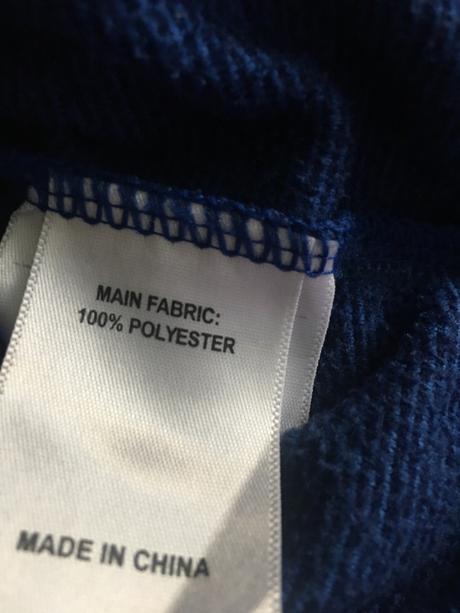 MAIN FABRIC:
100% POLYESTER
MADE IN CHINA